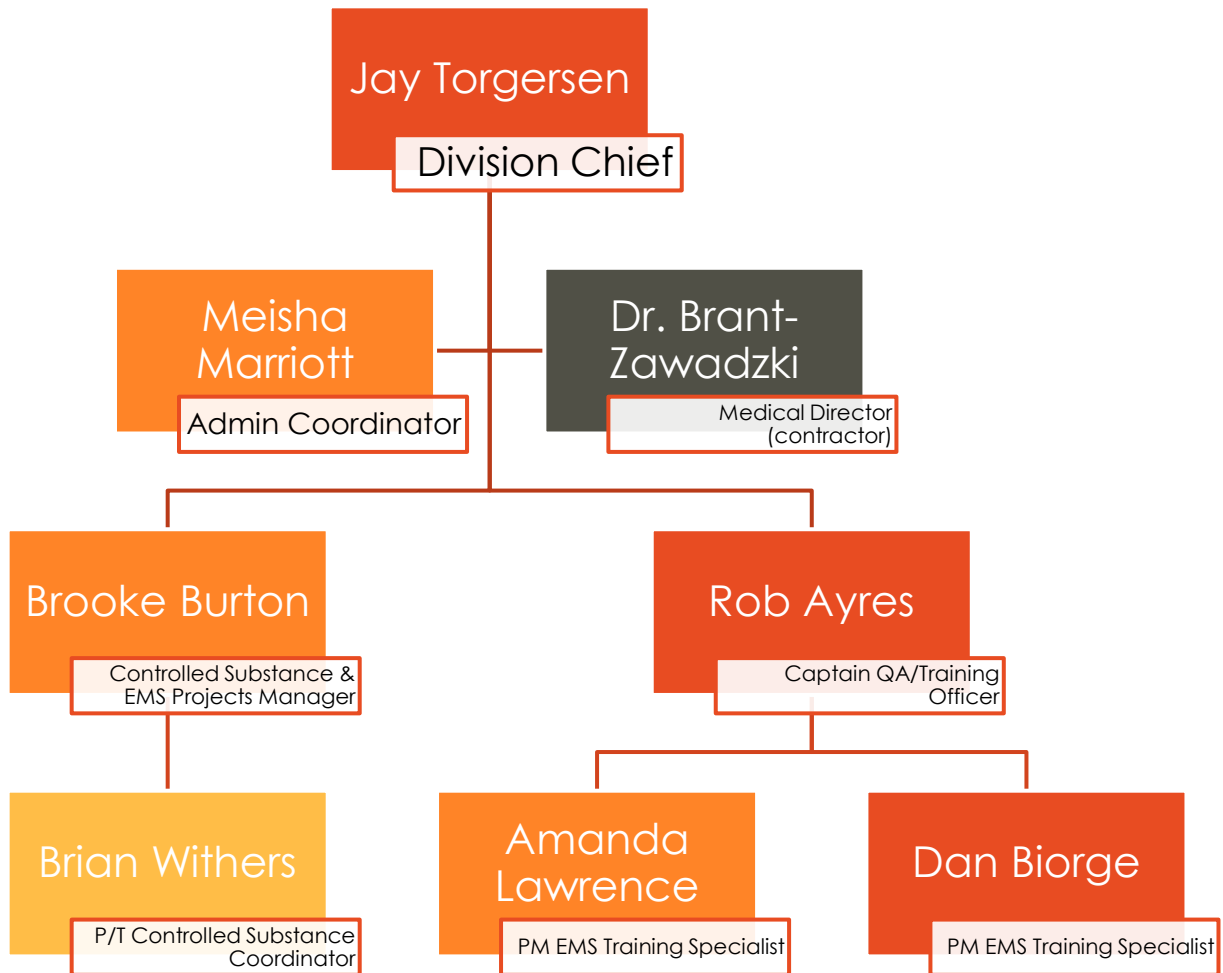 Jay Torgersen
Division Chief
Meisha
Marriott
Admin Coordinator
Dr. Brant-
Zawadzki
Medical Director
(contractor)
Brooke Burton
Controlled Substance &
EMS Projects Manager
Rob Ayres
Captain QA/Training
Officer
Brian Withers
P/T Controlled Substance
Coordinator
Amanda
Lawrence
PM EMS Training Specialist
Dan Biorge
PM EMS Training Specialist